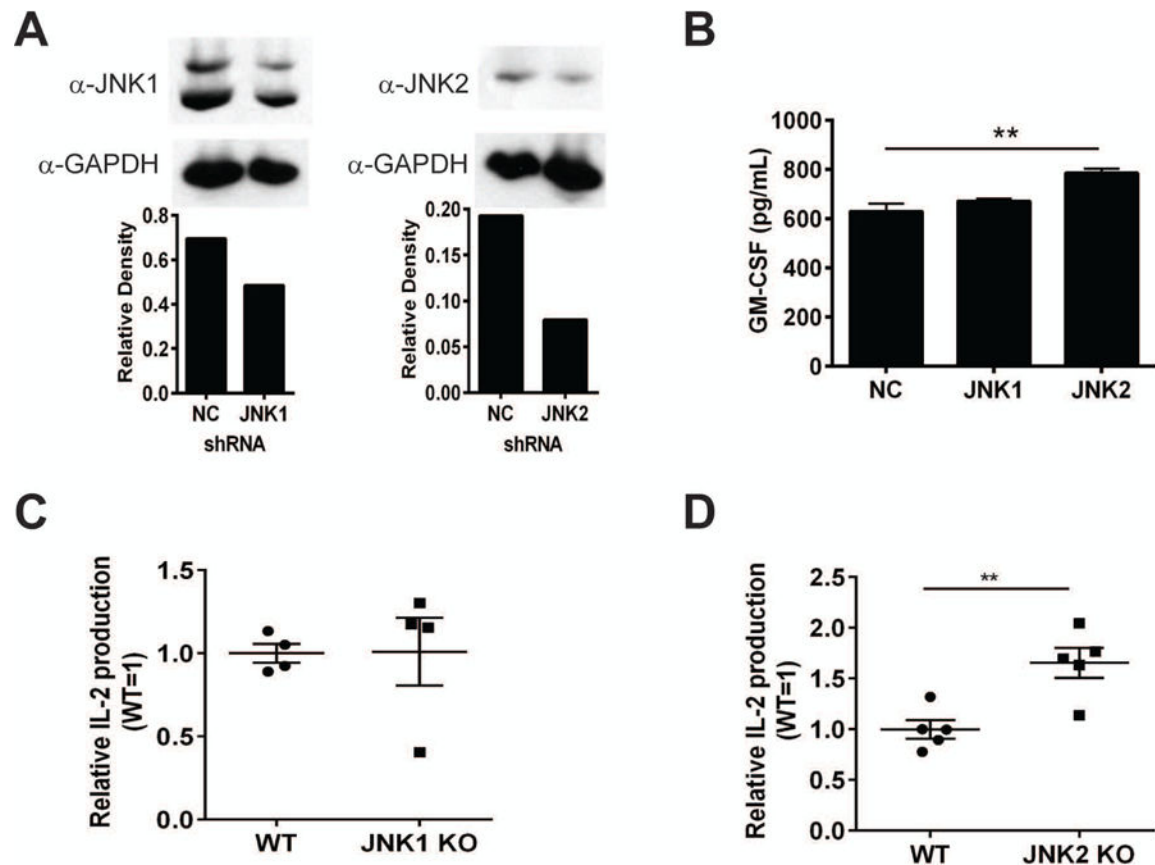 A
α-JNK1
α-GAPDH
Relative Density
0.8
0.6
0.4
0.2
0.0
NC JNK1
shRNA
α-JNK2
α-GAPDH
Relative Density
0.20
0.15
0.10
0.05
0.00
NC JNK2
shRNA
B
GM-CSF (pg/mL)
1000
800
600
400
200
0
**
NC JNK1 JNK2
C
Relative IL-2 production
(WT=1)
1.5
1.0
0.5
0.0
WT JNK1 KO
D
Relative IL-2 production
(WT=1)
2.5
2.0
1.5
1.0
0.5
0.0
**
WT JNK2 KO